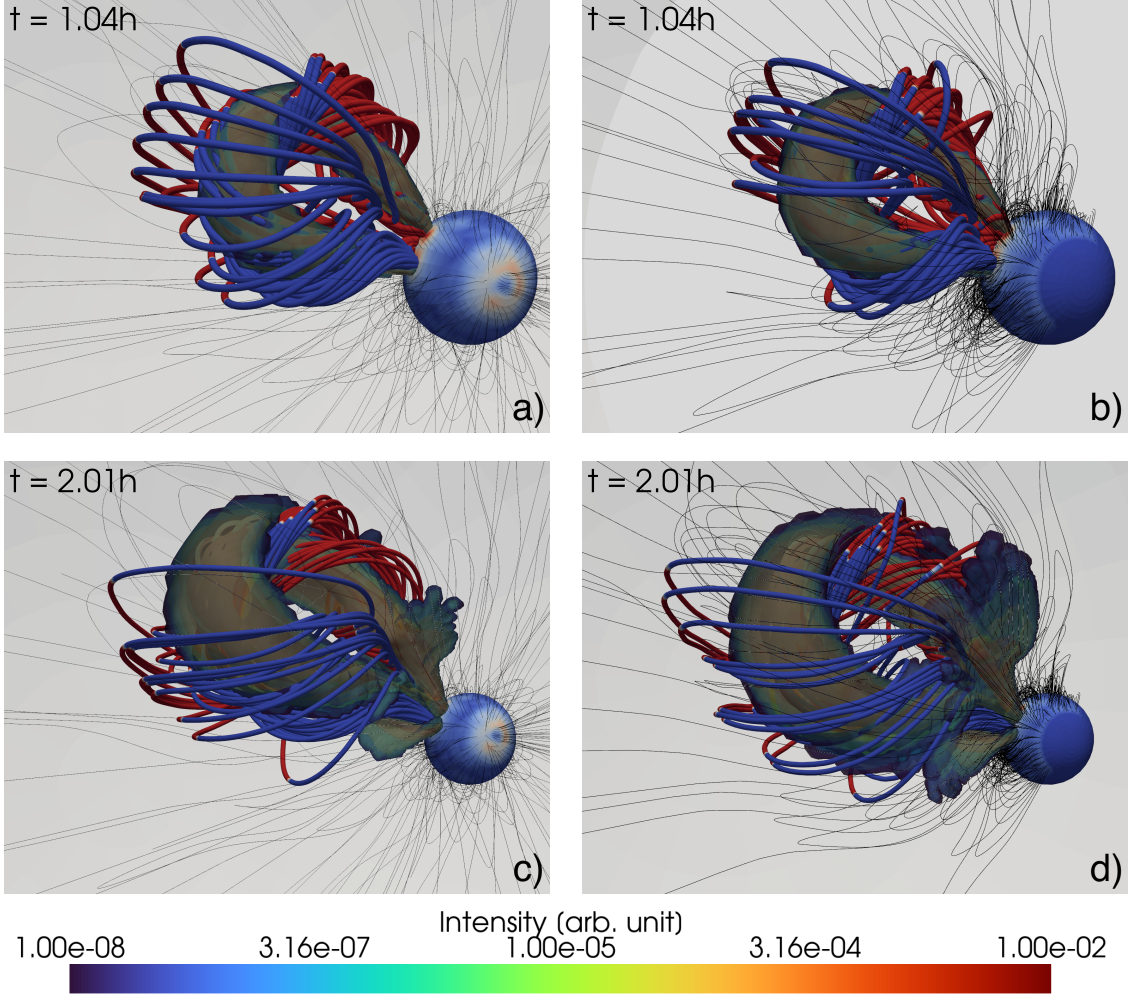 t = 1.04h
t = 1.04h
a)
b)
t = 2.01h
t = 2.01h
c)
d)
Intensity (arb. unit)
1.00e-08 3.16e-07 1.00e-05 3.16e-04 1.00e-02